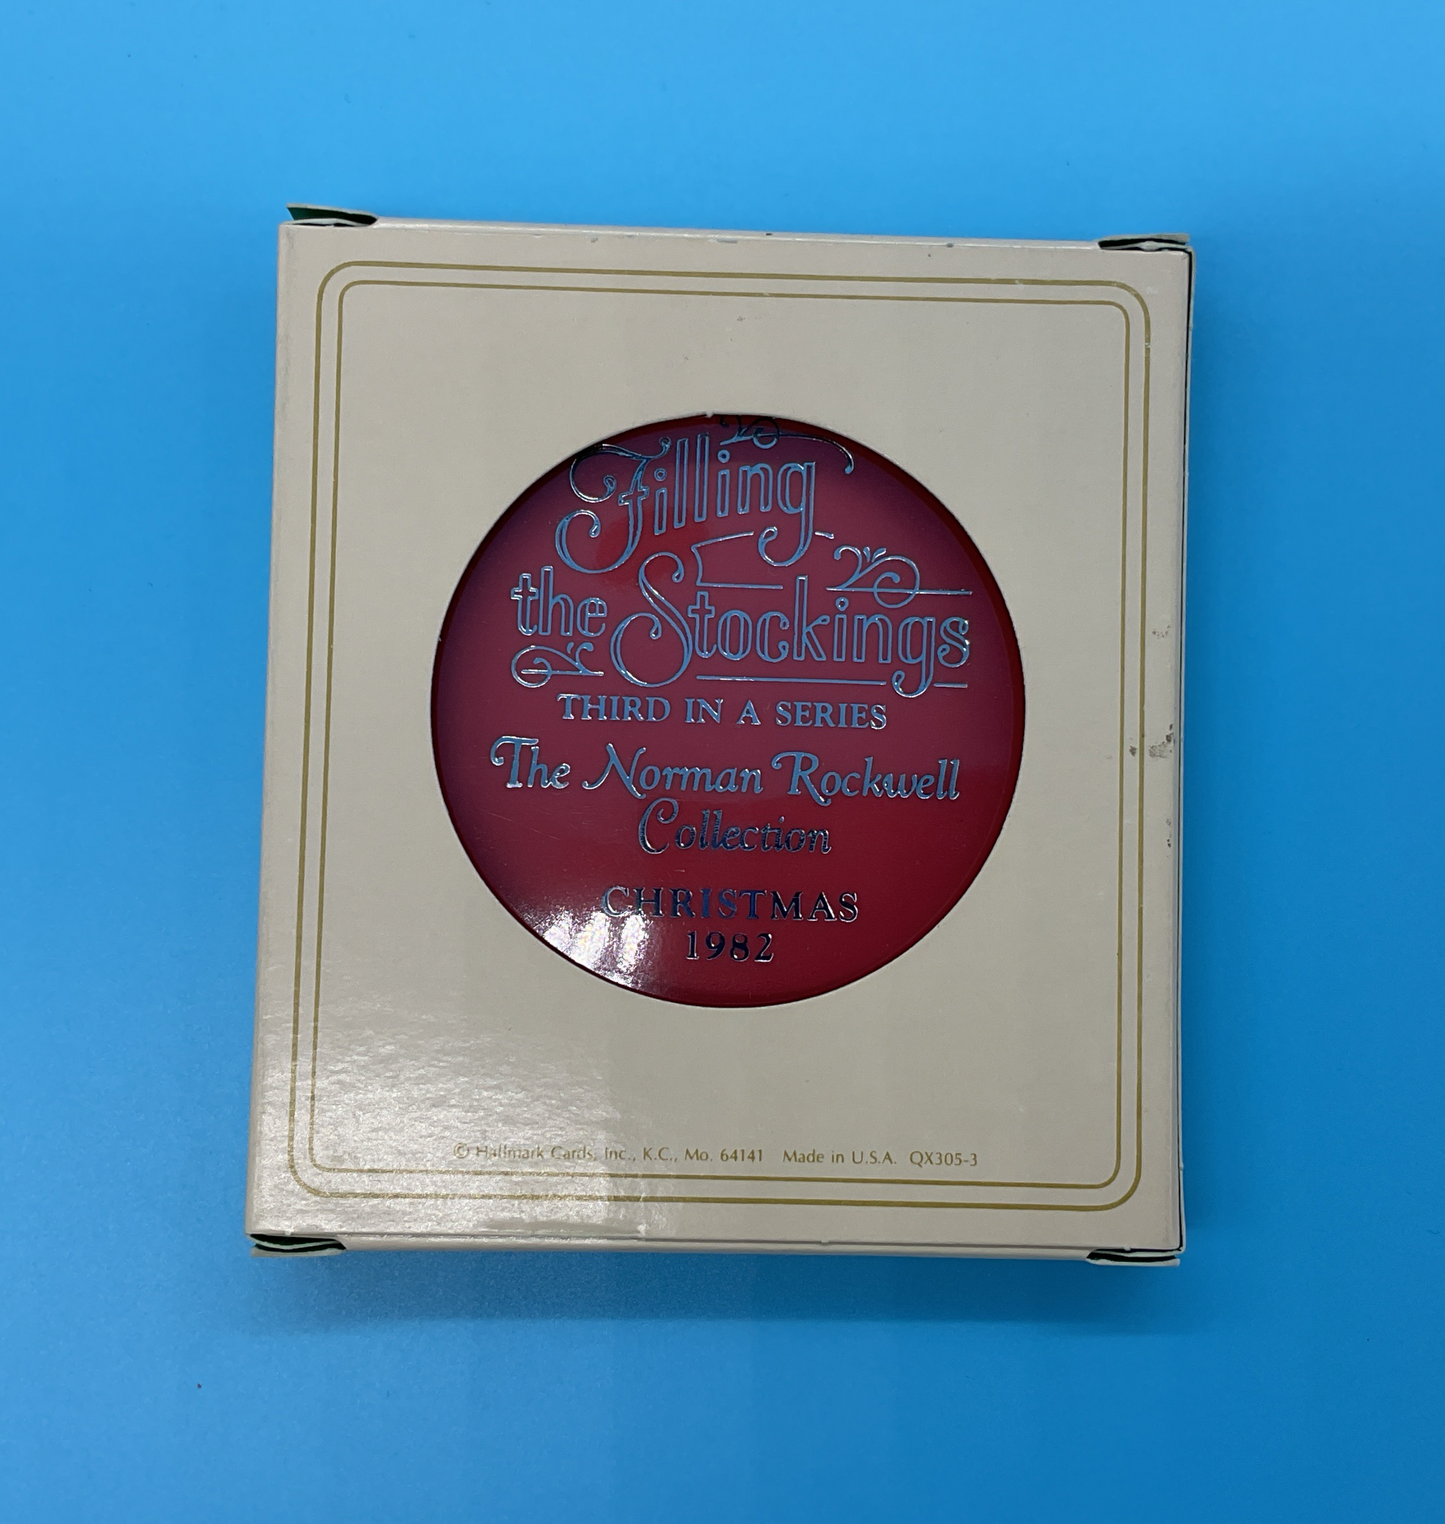 Filling
the Stockings
THIRD IN A SERIES
The Norman Rockwell
Collection
CHRISTMAS
1982
© Hallmark Cards, Inc., K.C., Mo. 64141 Made in U.S.A. QX305-3